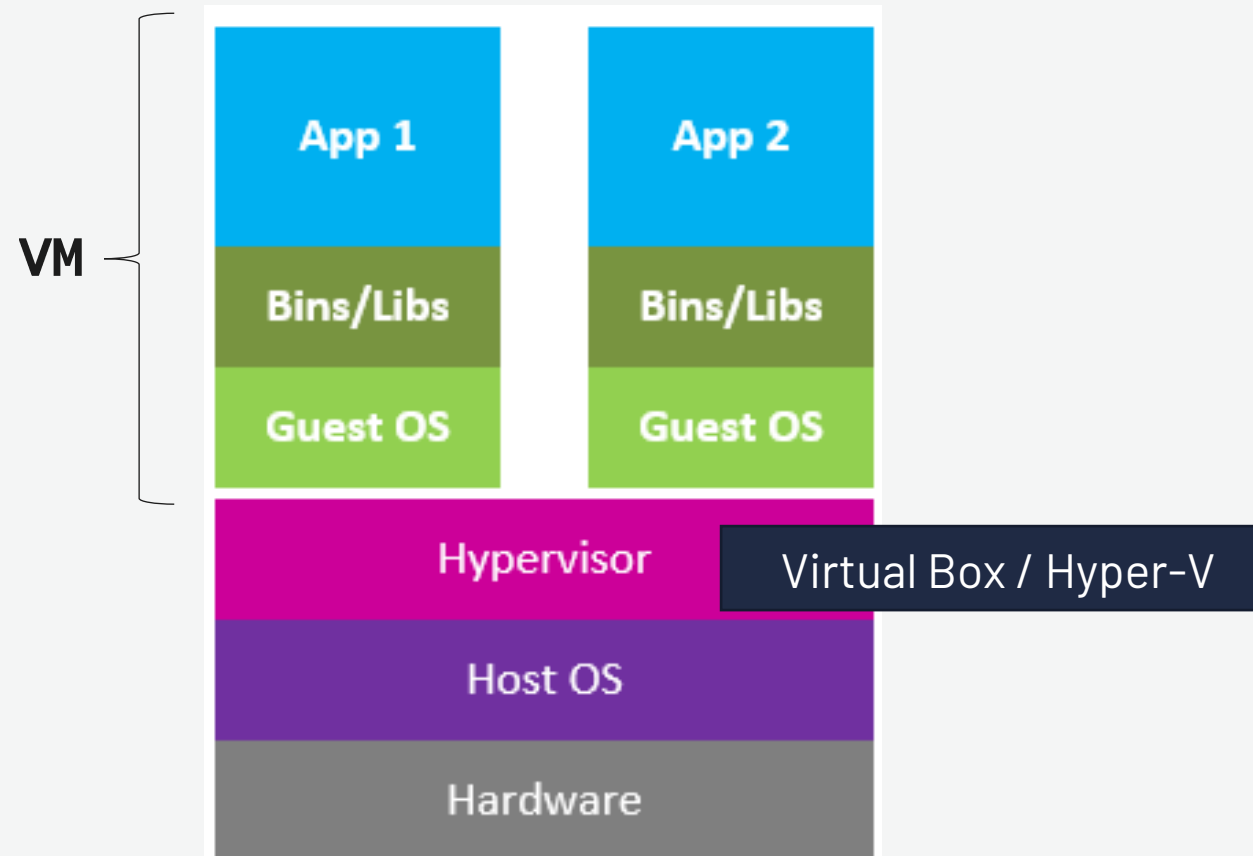 App 1
App 2
VM
Bins/Libs
Bins/Libs
Guest OS
Guest OS
Hypervisor
Virtual Box / Hyper-V
Host OS
Hardware